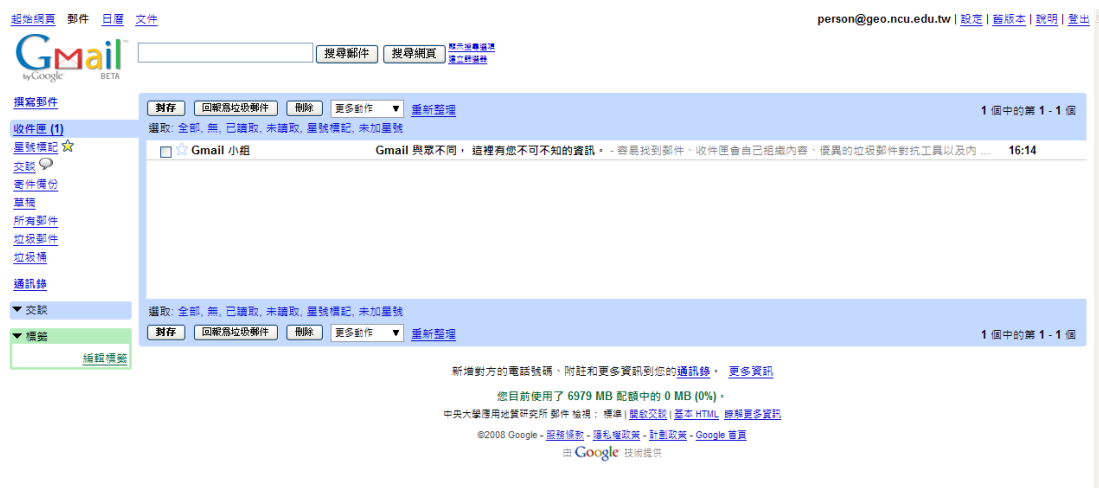 起始網頁 郵件 日曆 文件
person@geo.ncu.edu.tw | 設定 | 舊版本 | 說明 | 登出
Gmail
by Google BETA
搜尋郵件 搜尋網頁 顯示搜尋選項
建立篩選器
撰寫郵件
收件匣 (1)
星號標記
交談
寄件備份
草稿
所有郵件
垃圾郵件
垃圾桶
通訊錄
▼ 交談
▼ 標籤
編輯標籤
封存 回報為垃圾郵件 刪除 更多動作 ▼ 重新整理 1 個中的第 1 - 1 個
選取: 全部, 無, 已讀取, 未讀取, 星號標記, 未加星號
Gmail 小組 Gmail 與眾不同， 這裡有您不可不知的資訊。 - 容易找到郵件、收件匣會自己組織內容、優異的垃圾郵件對抗工具以及內 ... 16:14
選取: 全部, 無, 已讀取, 未讀取, 星號標記, 未加星號
封存 回報為垃圾郵件 刪除 更多動作 ▼ 重新整理 1 個中的第 1 - 1 個
新增對方的電話號碼、附註和更多資訊到您的通訊錄。 更多資訊
您目前使用了 6979 MB 配額中的 0 MB (0%)。
中央大學應用地質研究所 郵件 檢視： 標準 | 開啟交談 | 基本 HTML 瞭解更多資訊
©2008 Google - 服務條款 - 隱私權政策 - 計劃政策 - Google 首頁
由 Google 技術提供